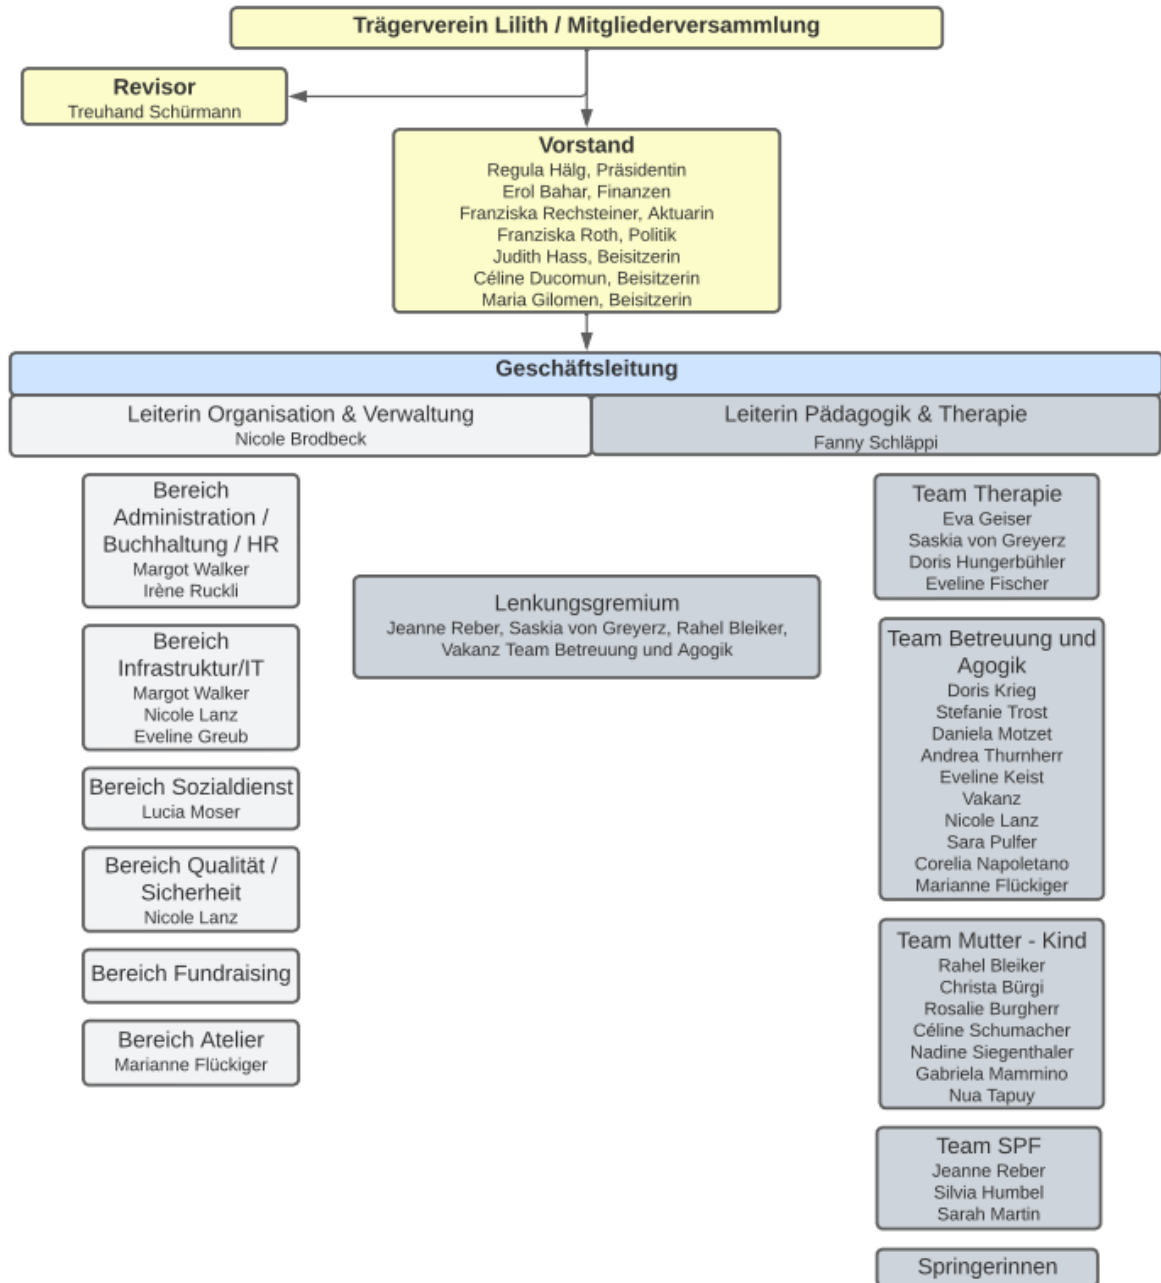 Trägerverein Lilith / Mitgliederversammlung
Revisor
Treuhand Schürmann
Vorstand
Regula Hälg, Präsidentin
Erol Bahar, Finanzen
Franziska Rechsteiner, Aktuarin
Franziska Roth, Politik
Judith Hass, Beisitzerin
Céline Ducomun, Beisitzerin
Maria Gilomen, Beisitzerin
Geschäftsleitung
Leiterin Organisation & Verwaltung
Nicole Brodbeck
Leiterin Pädagogik & Therapie
Fanny Schläppi
Bereich
Administration /
Buchhaltung / HR
Margot Walker
Irène Ruckli
Bereich
Infrastruktur/IT
Margot Walker
Nicole Lanz
Eveline Greub
Bereich Sozialdienst
Lucia Moser
Bereich Qualität /
Sicherheit
Nicole Lanz
Bereich Fundraising
Bereich Atelier
Marianne Flückiger
Lenkungsgremium
Jeanne Reber, Saskia von Greyerz, Rahel Bleiker,
Vakanz Team Betreuung und Agogik
Team Therapie
Eva Geiser
Saskia von Greyerz
Doris Hungerbühler
Eveline Fischer
Team Betreuung und
Agogik
Doris Krieg
Stefanie Trost
Daniela Motzet
Andrea Thurnherr
Eveline Keist
Vakanz
Nicole Lanz
Sara Pulfer
Corelia Napoletano
Marianne Flückiger
Team Mutter - Kind
Rahel Bleiker
Christa Bürgi
Rosalie Burgherr
Céline Schumacher
Nadine Siegenthaler
Gabriela Mammino
Nua Tapuy
Team SPF
Jeanne Reber
Silvia Humbel
Sarah Martin
Springerinnen